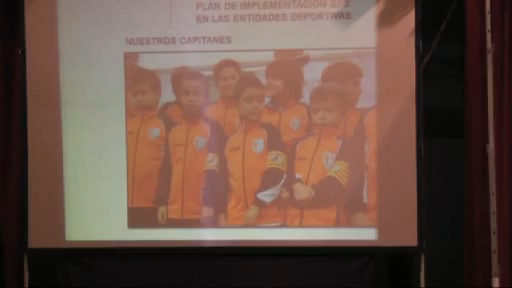 PLAN DE IMPLEMENTACIÓN
EN LAS ENTIDADES DEPORTIVAS
NUESTROS CAPITANES